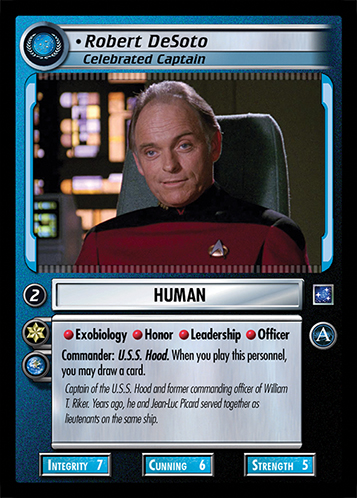 • Robert DeSoto
Celebrated Captain
2
HUMAN
A
• Exobiology • Honor • Leadership • Officer
Commander: U.S.S. Hood. When you play this personnel,
you may draw a card.
Captain of the U.S.S. Hood and former commanding officer of William
T. Riker. Years ago, he and Jean-Luc Picard served together as
lieutenants on the same ship.
INTEGRITY 7 CUNNING 6 STRENGTH 5